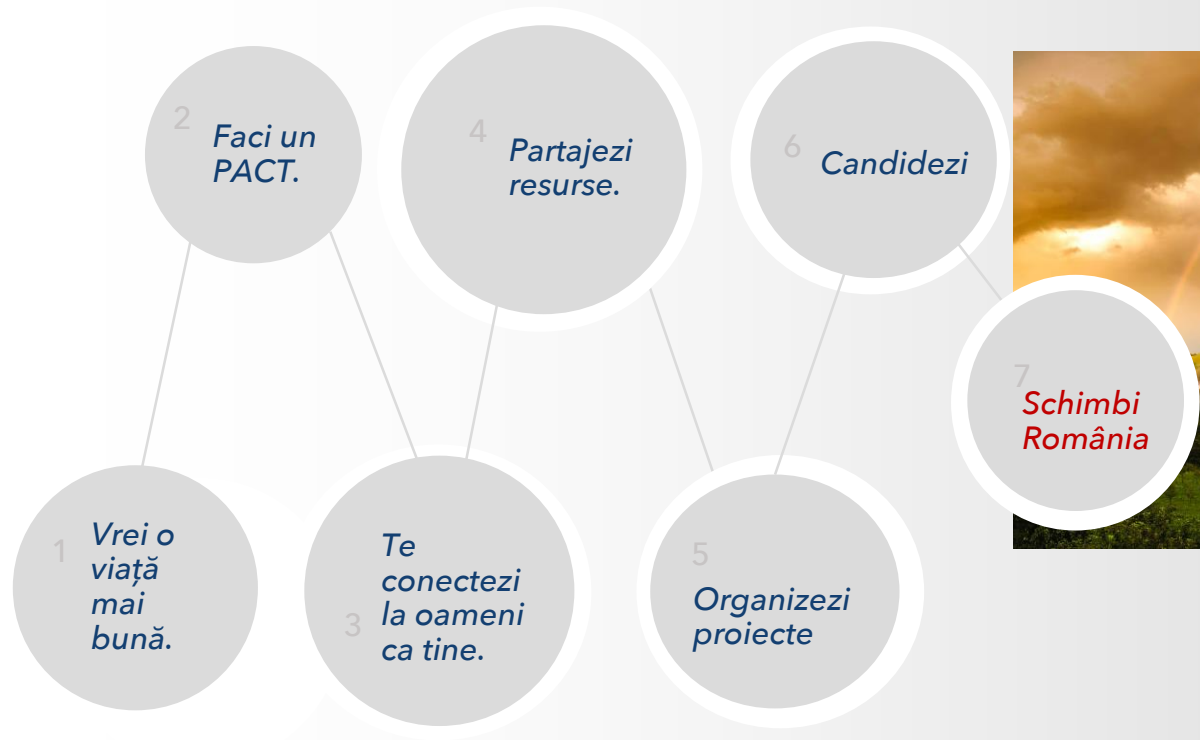 1
Vrei o
viață
mai
bună.
2
Faci un
PACT.
3
Te
conectezi
la oameni
ca tine.
4
Partajezi
resurse.
5
Organizezi
proiecte
6
Candidezi
7
Schimbi
România